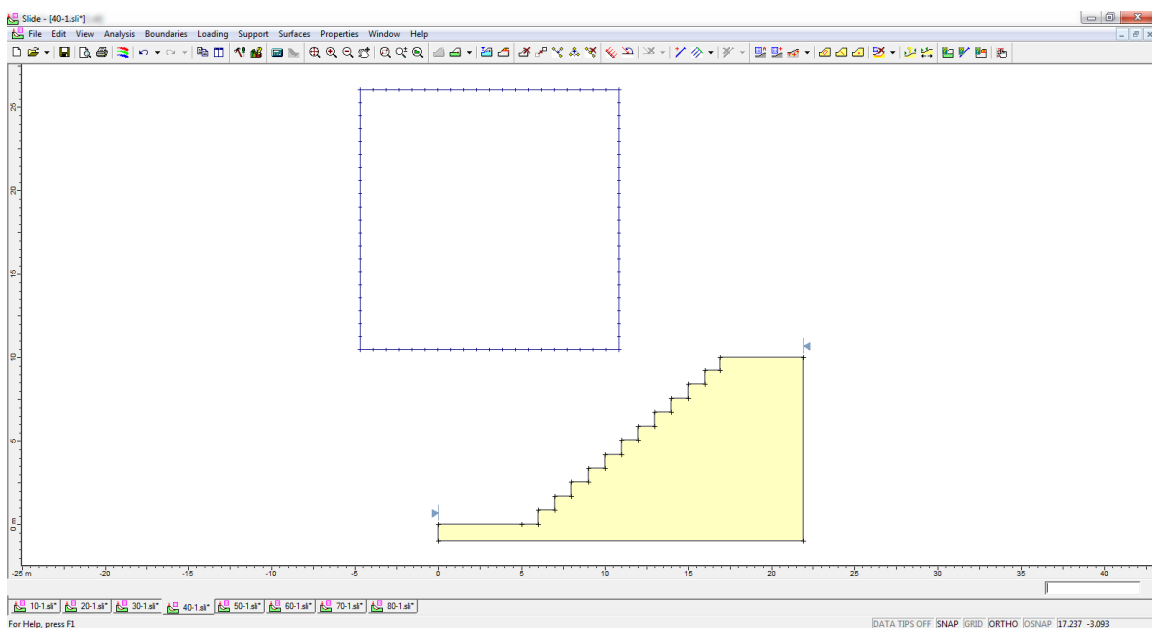 Slide - [40-1.sli*]
File Edit View Analysis Boundaries Loading Support Surfaces Properties Window Help
25
20
15
10
5
0 m
-25 m -20 -15 -10 -5 0 5 10 15 20 25 30 35 40
10-1.sli* 20-1.sli* 30-1.sli* 40-1.sli* 50-1.sli* 60-1.sli* 70-1.sli* 80-1.sli*
For Help, press F1 DATA TIPS OFF SNAP GRID ORTHO OSNAP 17.237 -3.093